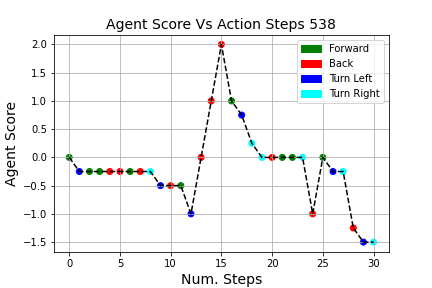 Agent Score Vs Action Steps 538
Forward
Back
Turn Left
Turn Right
Agent Score
2.0
1.5
1.0
0.5
0.0
−0.5
−1.0
−1.5
0 5 10 15 20 25 30
Num. Steps